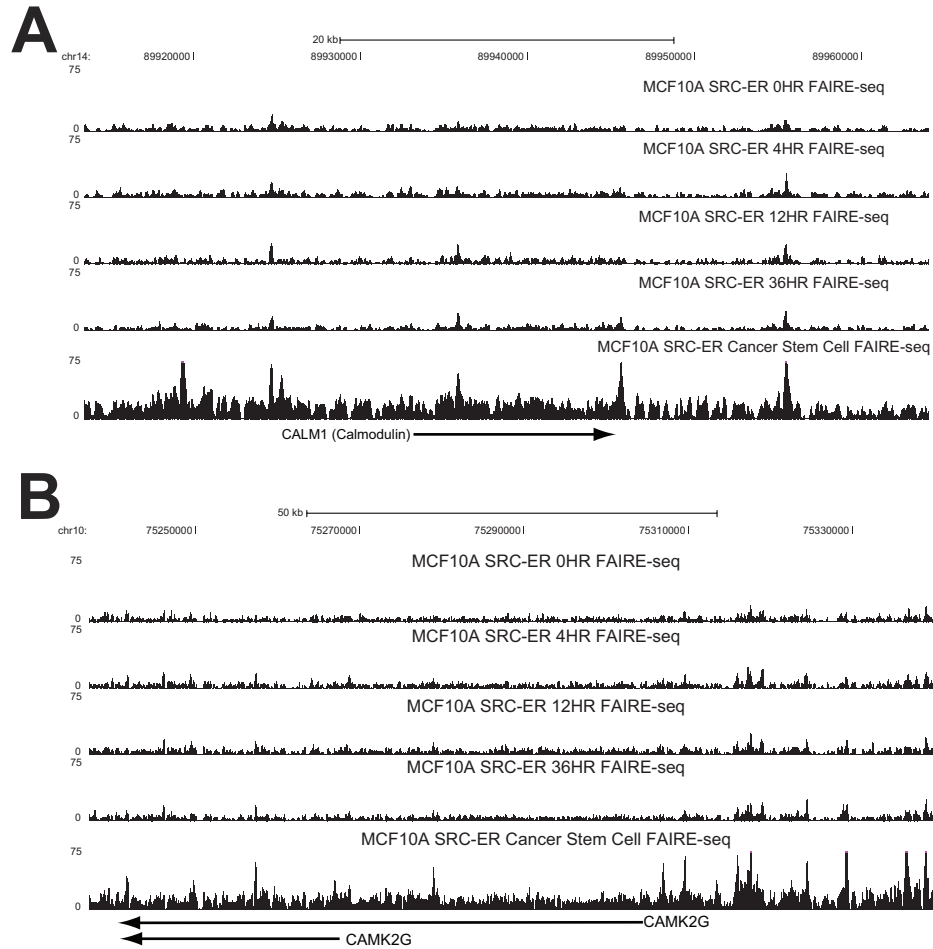 A
20 kb
chr14: 89920000 89930000 89940000 89950000 89960000
75
MCF10A SRC-ER 0HR FAIRE-seq
0
75
MCF10A SRC-ER 4HR FAIRE-seq
0
75
MCF10A SRC-ER 12HR FAIRE-seq
0
75
MCF10A SRC-ER 36HR FAIRE-seq
0
MCF10A SRC-ER Cancer Stem Cell FAIRE-seq
75
0
CALM1 (Calmodulin)
B
50 kb
chr10: 75250000 75270000 75290000 75310000 75330000
75
MCF10A SRC-ER 0HR FAIRE-seq
0
75
MCF10A SRC-ER 4HR FAIRE-seq
0
75
MCF10A SRC-ER 12HR FAIRE-seq
0
75
MCF10A SRC-ER 36HR FAIRE-seq
0
MCF10A SRC-ER Cancer Stem Cell FAIRE-seq
75
0
CAMK2G
CAMK2G